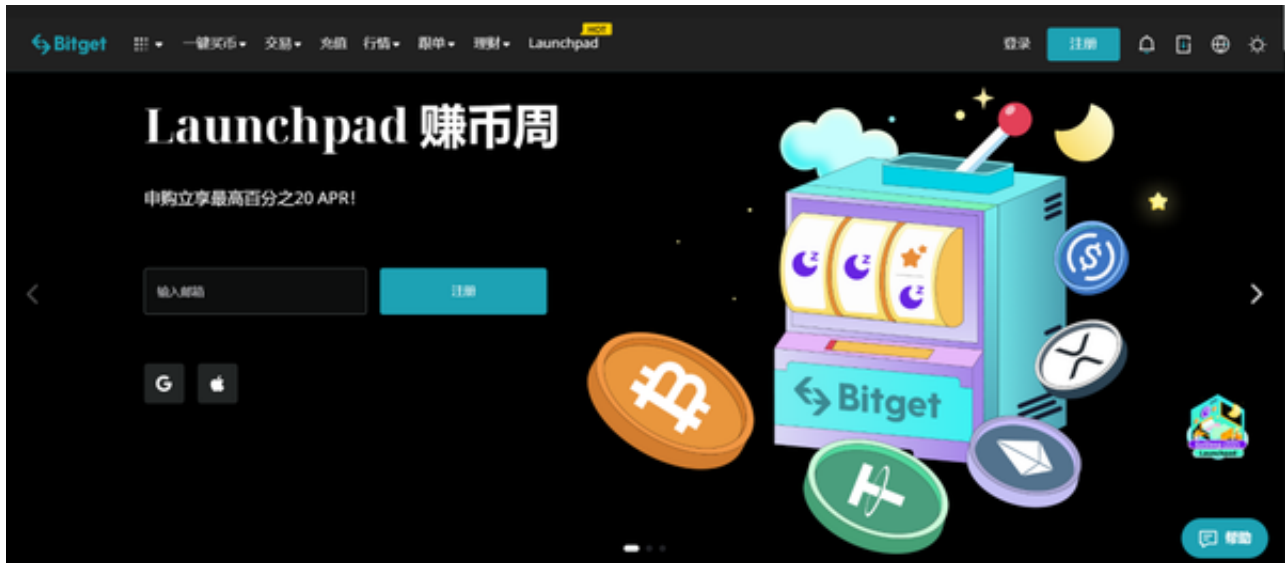 Bitget 一键买币 交易 充值 行情 跟单 理财 Launchpad HOT 登录 注册
Launchpad 赚币周
申购立享最高百分之20 APR!
输入邮箱 注册
G
Bitget
Launchpad
帮助